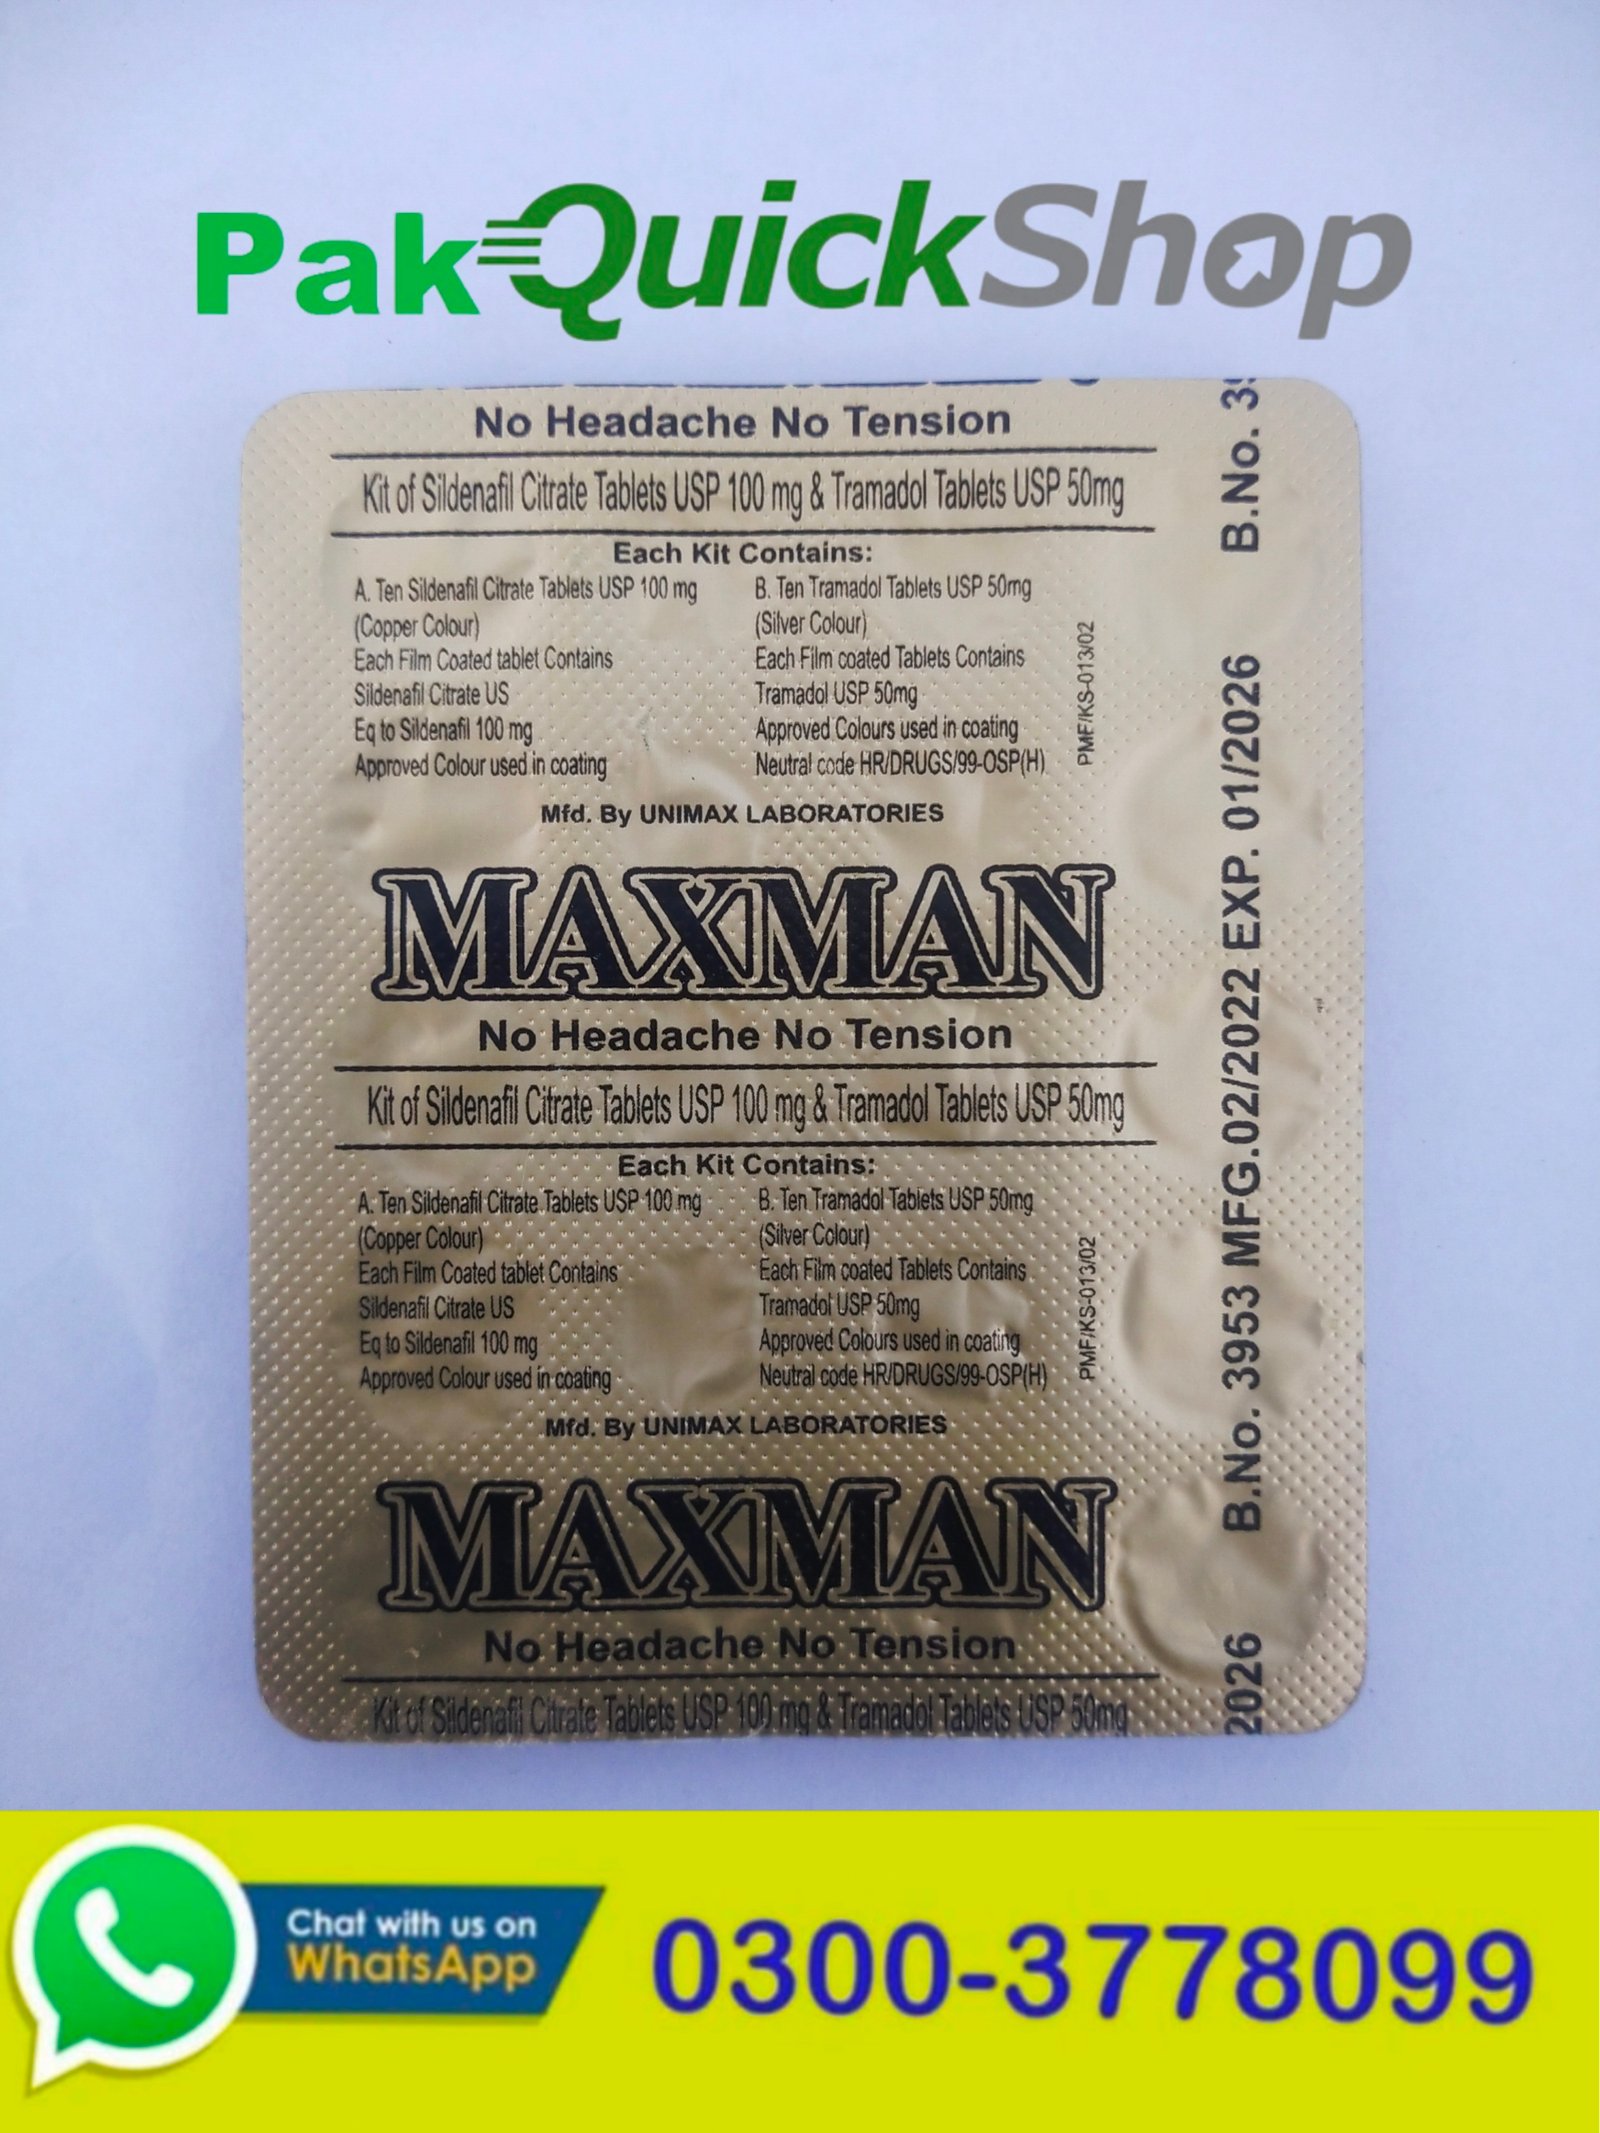 PakQuickShop
B.No. 39
No Headache No Tension
Kit of Sildenafil Citrate Tablets USP 100 mg & Tramadol Tablets USP 50mg
Each Kit Contains:
A. Ten Sildenafil Citrate Tablets USP 100 mg
(Copper Colour)
Each Film Coated tablet Contains
Sildenafil Citrate US
Eq to Sildenafil 100 mg
Approved Colour used in coating
B. Ten Tramadol Tablets USP 50mg
(Silver Colour)
Each Film coated Tablets Contains
Tramadol USP 50mg
Approved Colours used in coating
Neutral code HR/DRUGS/99-OSP(H)
PMF/KS-013/02
Mfd. By UNIMAX LABORATORIES
MAXMAN
No Headache No Tension
Kit of Sildenafil Citrate Tablets USP 100 mg & Tramadol Tablets USP 50mg
Each Kit Contains:
A. Ten Sildenafil Citrate Tablets USP 100 mg
(Copper Colour)
Each Film Coated tablet Contains
Sildenafil Citrate US
Eq to Sildenafil 100 mg
Approved Colour used in coating
B. Ten Tramadol Tablets USP 50mg
(Silver Colour)
Each Film coated Tablets Contains
Tramadol USP 50mg
Approved Colours used in coating
Neutral code HR/DRUGS/99-OSP(H)
PMF/KS-013/02
Mfd. By UNIMAX LABORATORIES
MAXMAN
No Headache No Tension
Kit of Sildenafil Citrate Tablets USP 100 mg & Tramadol Tablets USP 50mg
B.No. 3953 MFG.02/2022 EXP. 01/2026
2026
Chat with us on
WhatsApp
0300-3778099